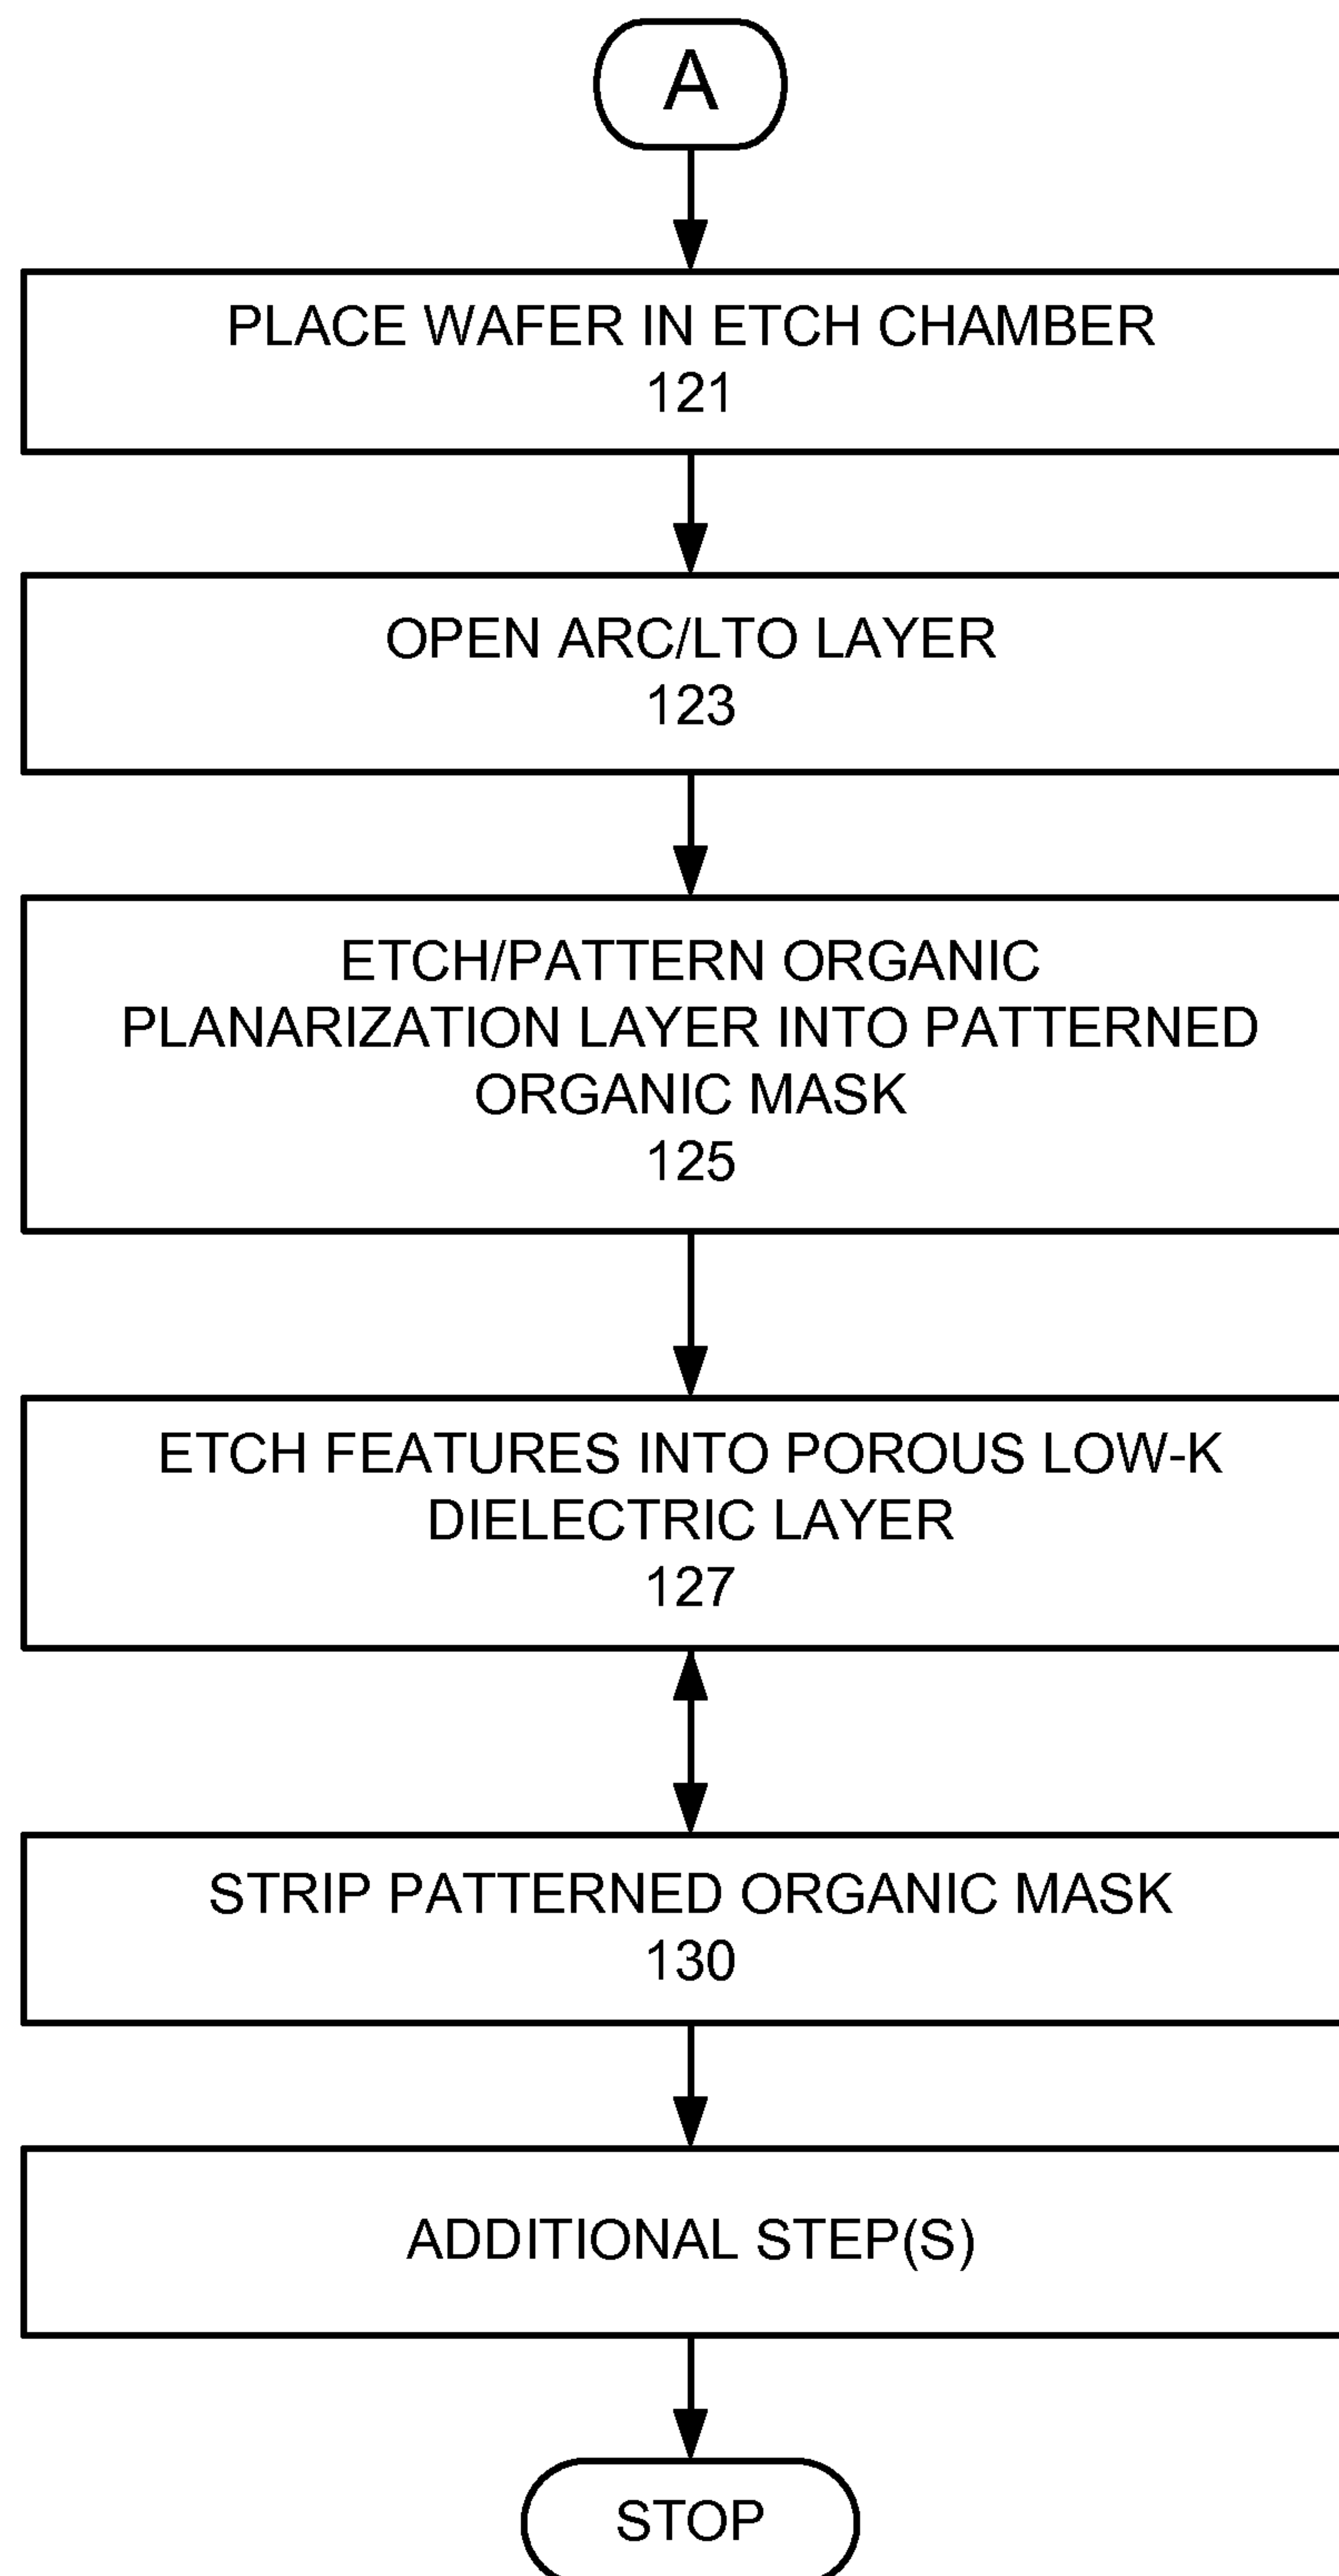 A
PLACE WAFER IN ETCH CHAMBER
121
OPEN ARC/LTO LAYER
123
ETCH/PATTERN ORGANIC
PLANARIZATION LAYER INTO PATTERNED
ORGANIC MASK
125
ETCH FEATURES INTO POROUS LOW-K
DIELECTRIC LAYER
127
STRIP PATTERNED ORGANIC MASK
130
ADDITIONAL STEP(S)
STOP